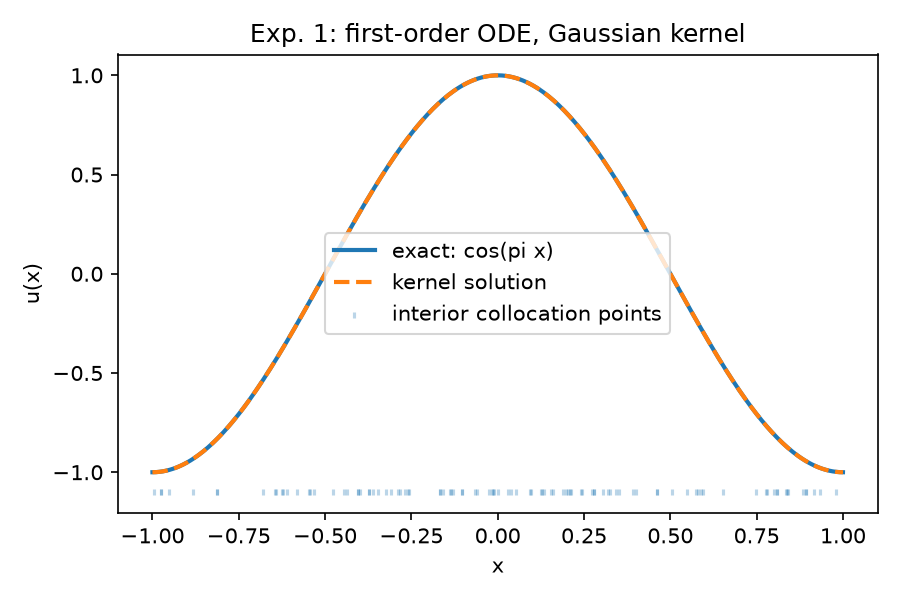 Exp. 1: first-order ODE, Gaussian kernel
u(x)
1.0
0.5
0.0
−0.5
−1.0
exact: cos(pi x)
kernel solution
interior collocation points
−1.00 −0.75 −0.50 −0.25 0.00 0.25 0.50 0.75 1.00
x